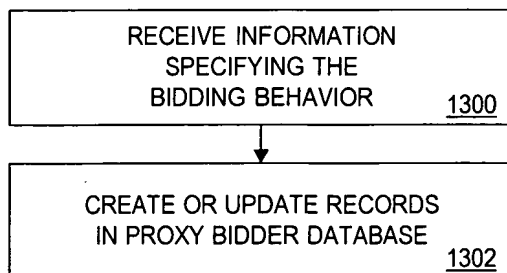 RECEIVE INFORMATION
SPECIFYING THE
BIDDING BEHAVIOR
1300
CREATE OR UPDATE RECORDS
IN PROXY BIDDER DATABASE
1302